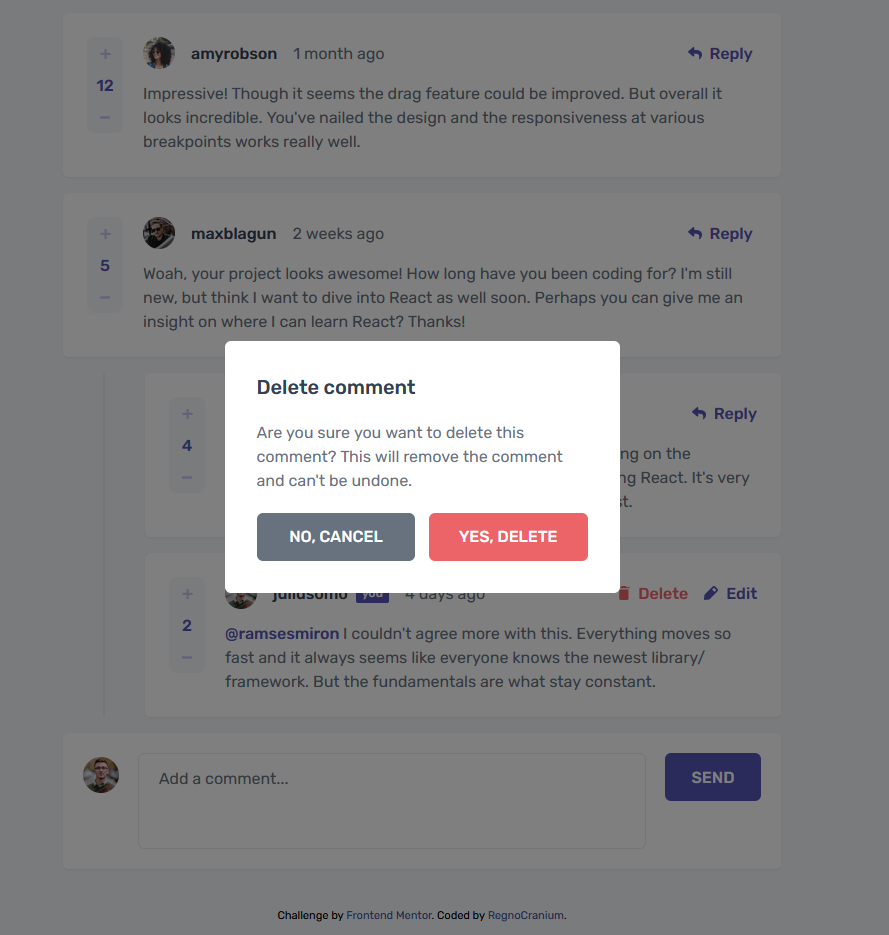 +
12
−
amyrobson 1 month ago Reply
Impressive! Though it seems the drag feature could be improved. But overall it
looks incredible. You've nailed the design and the responsiveness at various
breakpoints works really well.
+
5
−
maxblagun 2 weeks ago Reply
Woah, your project looks awesome! How long have you been coding for? I'm still
new, but think I want to dive into React as well soon. Perhaps you can give me an
insight on where I can learn React? Thanks!
+
4
−
Reply
ng on the
ng React. It's very
st.
Delete comment
Are you sure you want to delete this
comment? This will remove the comment
and can't be undone.
NO, CANCEL YES, DELETE
+
2
−
juliusomo you 4 days ago Delete Edit
@ramsesmiron I couldn't agree more with this. Everything moves so
fast and it always seems like everyone knows the newest library/
framework. But the fundamentals are what stay constant.
Add a comment...
SEND
Challenge by Frontend Mentor. Coded by RegnoCranium.